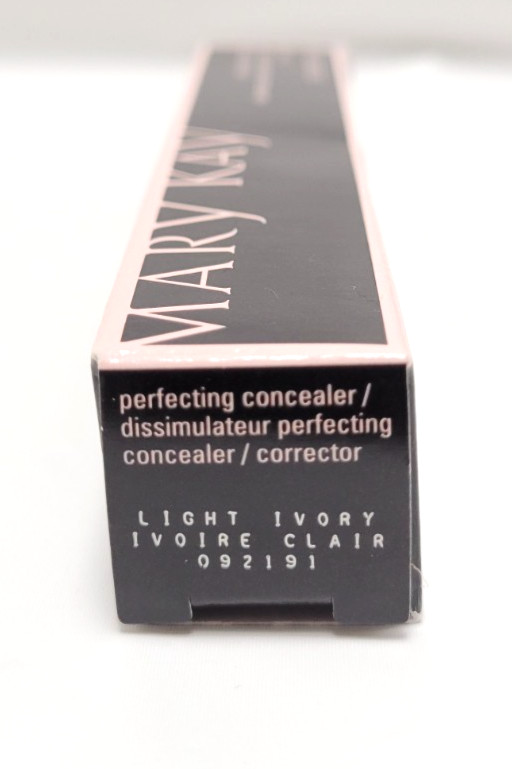 MARY KAY
perfecting concealer /
dissimulateur perfecting
concealer / corrector
LIGHT IVORY
IVOIRE CLAIR
092191